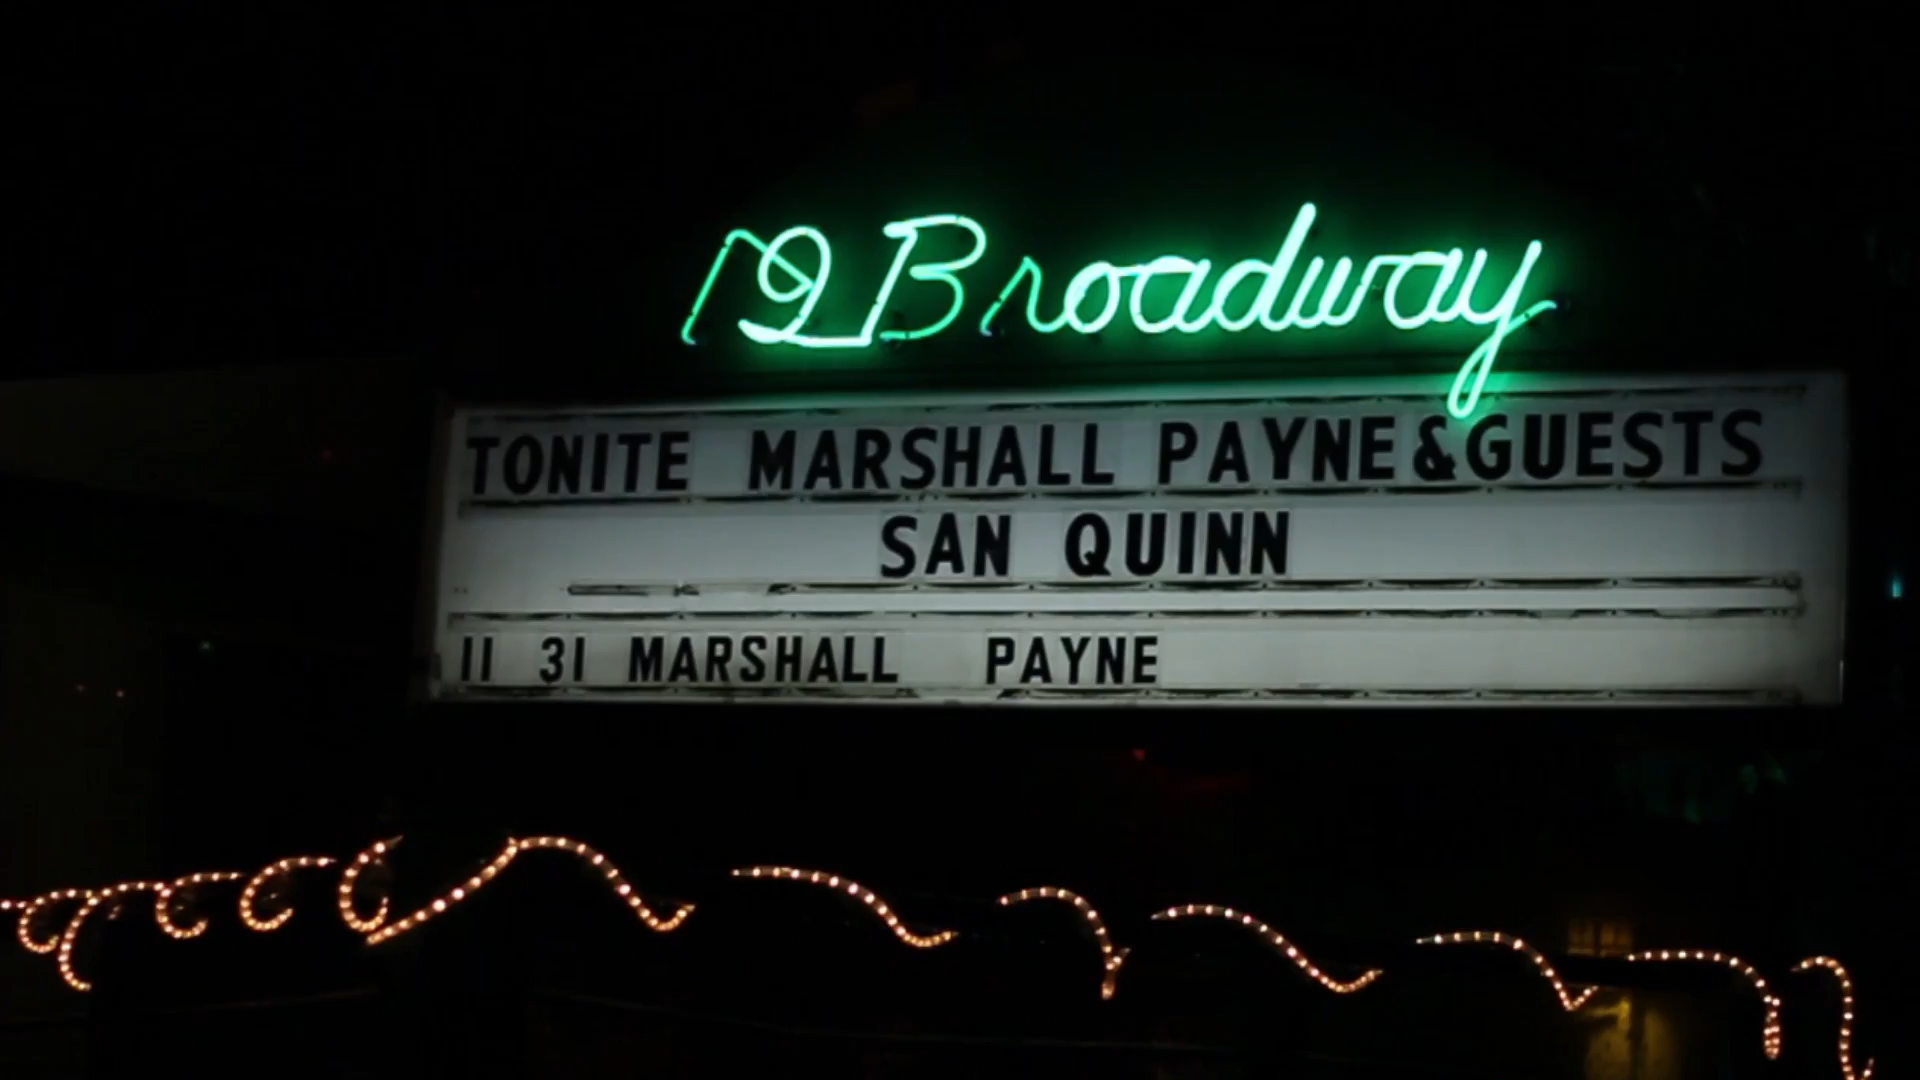 19 Broadway
TONITE MARSHALL PAYNE & GUESTS
SAN QUINN
11 31 MARSHALL PAYNE